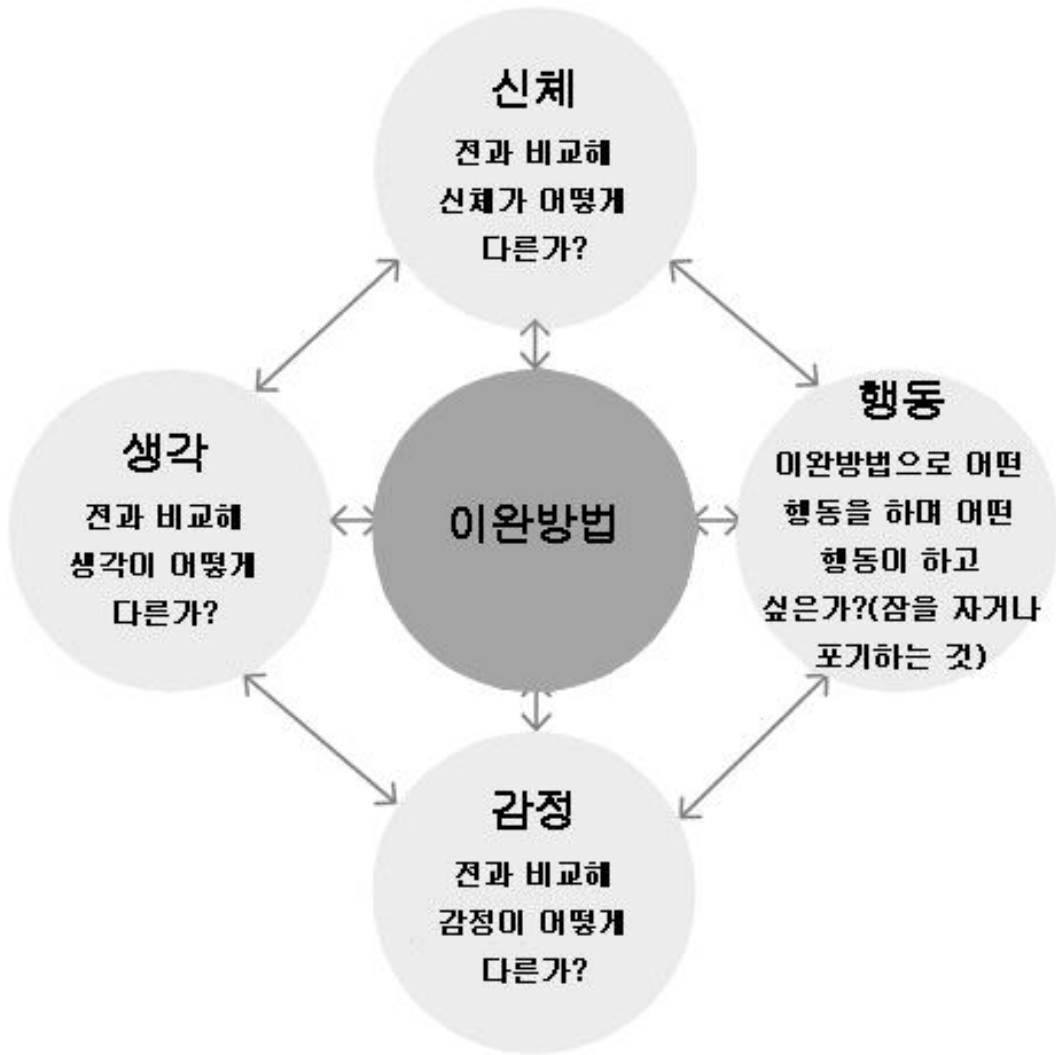 신체
전과 비교해
신체가 어떻게
다른가?
생각
전과 비교해
생각이 어떻게
다른가?
이완방법
행동
이완방법으로 어떤
행동을 하며 어떤
행동이 하고
싶은가?(잠을 자거나
포기하는 것)
감정
전과 비교해
감정이 어떻게
다른가?